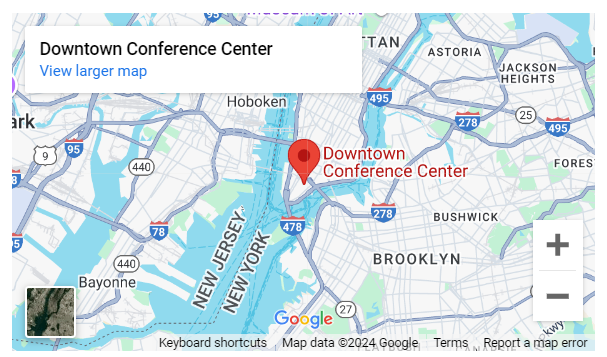 Downtown Conference Center
View larger map
TTAN
ASTORIA
JACKSON
HEIGHTS
95
495
Hoboken
ark
278
25
495
95
9
440
Downtown
Conference Center
FORES
278
478
BUSHWICK
78
NEW JERSEY
NEW YORK
440
BROOKLYN
Bayonne
27
Google
Keyboard shortcuts
Map data ©2024 Google
Terms
Report a map error